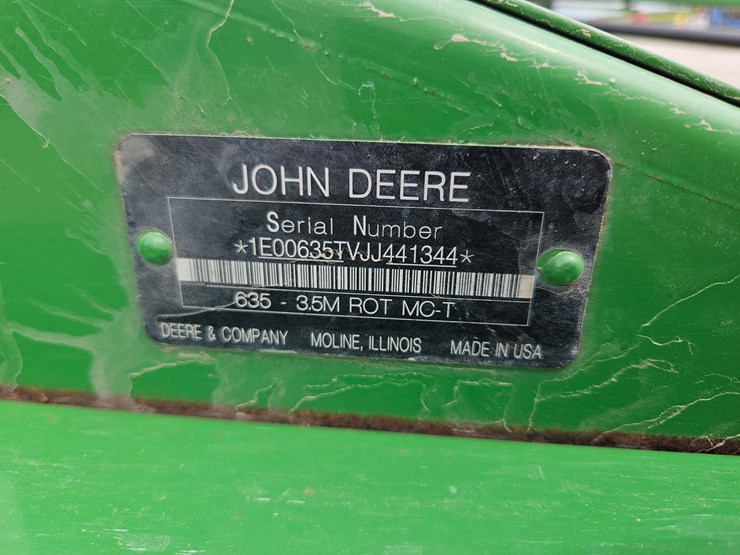 JOHN DEERE
Serial Number
*1E00635TVJJ441344*
635 - 3.5M ROT MC-T
DEERE & COMPANY MOLINE, ILLINOIS MADE IN USA